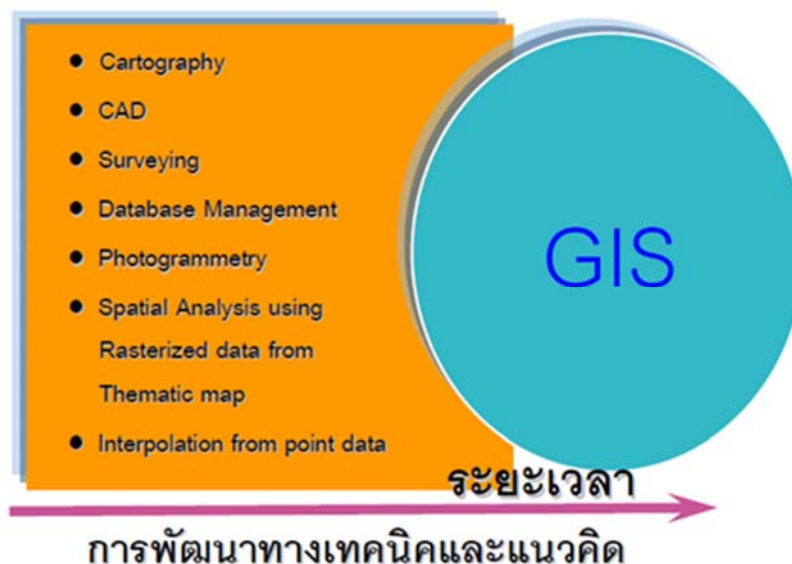 ● Cartography
● CAD
● Surveying
● Database Management
● Photogrammetry
● Spatial Analysis using
Rasterized data from
Thematic map
● Interpolation from point data
GIS
ระยะเวลา
การพัฒนาทางเทคนิคและแนวคิด